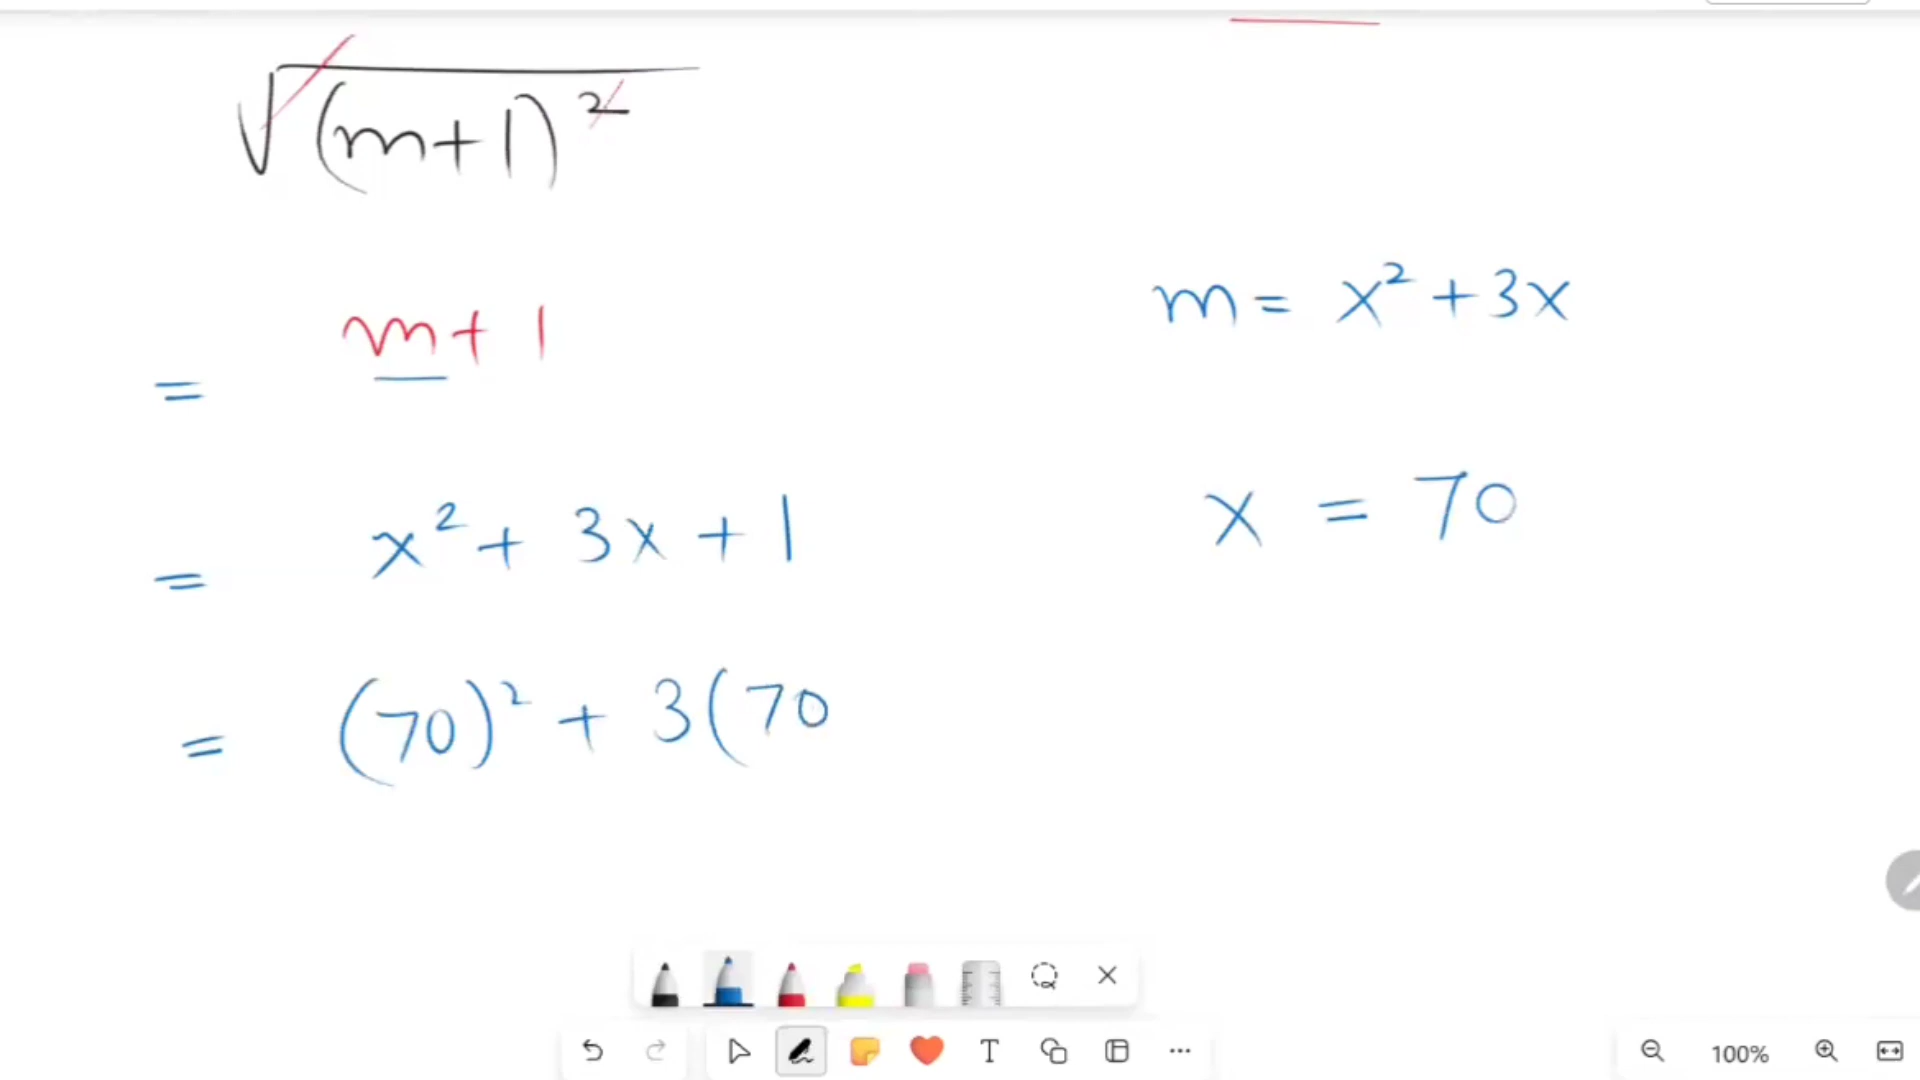 √(m+1)²
m = x² + 3x
= m + 1
x = 70
= x² + 3x + 1
= (70)² + 3(70
T
100%